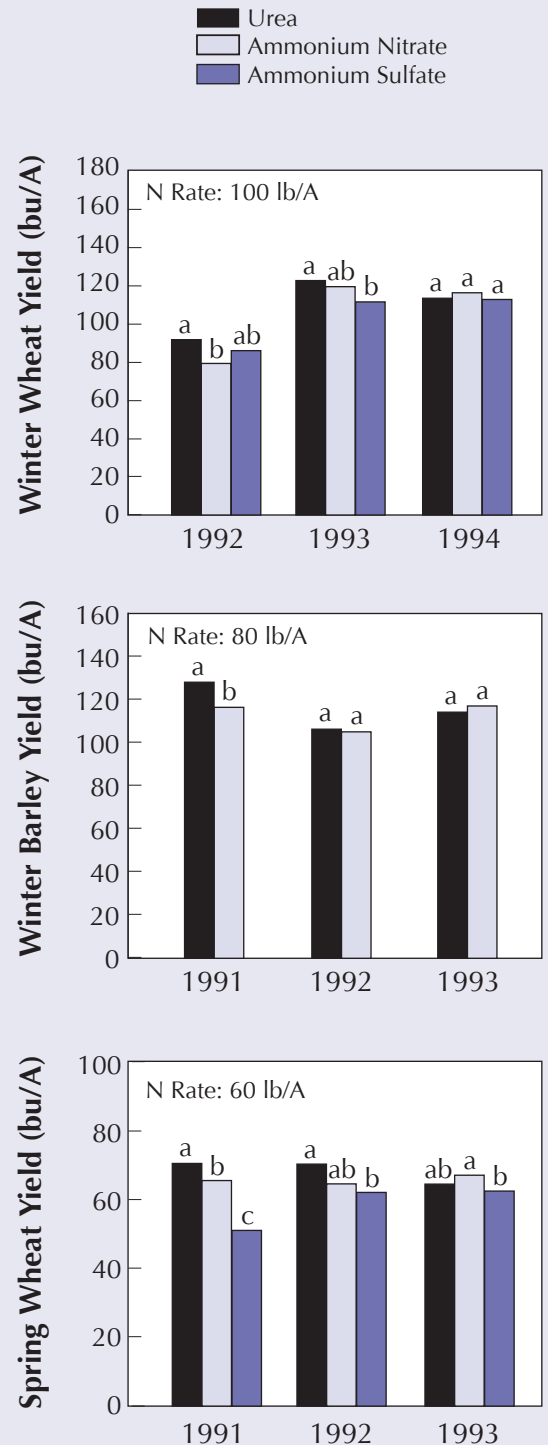 Urea
Ammonium Nitrate
Ammonium Sulfate
Winter Wheat Yield (bu/A)
180
160
140
120
100
80
60
40
20
0
N Rate: 100 lb/A
a
b
ab
a
ab
b
a
a
a
1992
1993
1994
Winter Barley Yield (bu/A)
160
140
120
100
80
60
40
20
0
N Rate: 80 lb/A
a
b
a
a
a
a
1991
1992
1993
Spring Wheat Yield (bu/A)
100
80
60
40
20
0
N Rate: 60 lb/A
a
b
c
a
ab
b
ab
a
b
1991
1992
1993